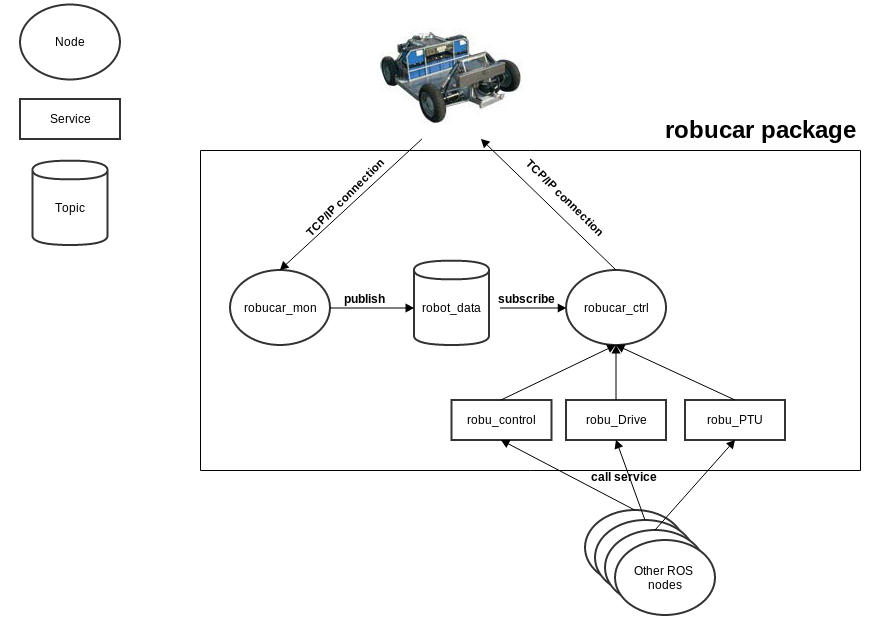 Node
Service
Topic
robucar package
TCP/IP connection
TCP/IP connection
robucar_mon
publish
robot_data
subscribe
robucar_ctrl
robu_control
robu_Drive
robu_PTU
call service
Other ROS
nodes